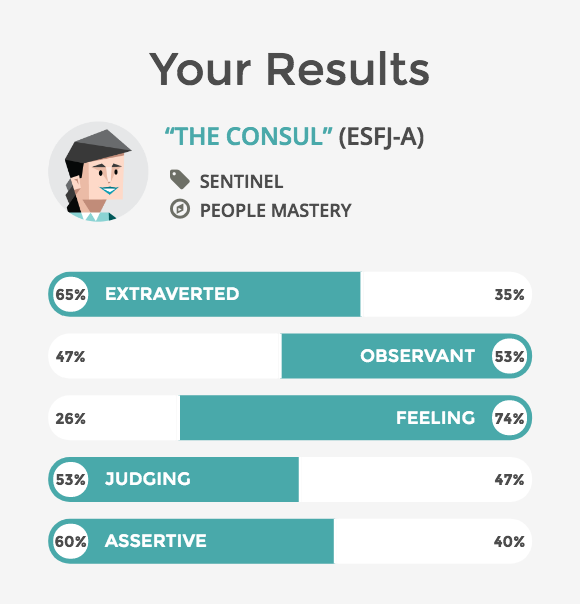 Your Results
“THE CONSUL” (ESFJ-A)
SENTINEL
PEOPLE MASTERY
65% EXTRAVERTED 35%
47% OBSERVANT 53%
26% FEELING 74%
53% JUDGING 47%
60% ASSERTIVE 40%